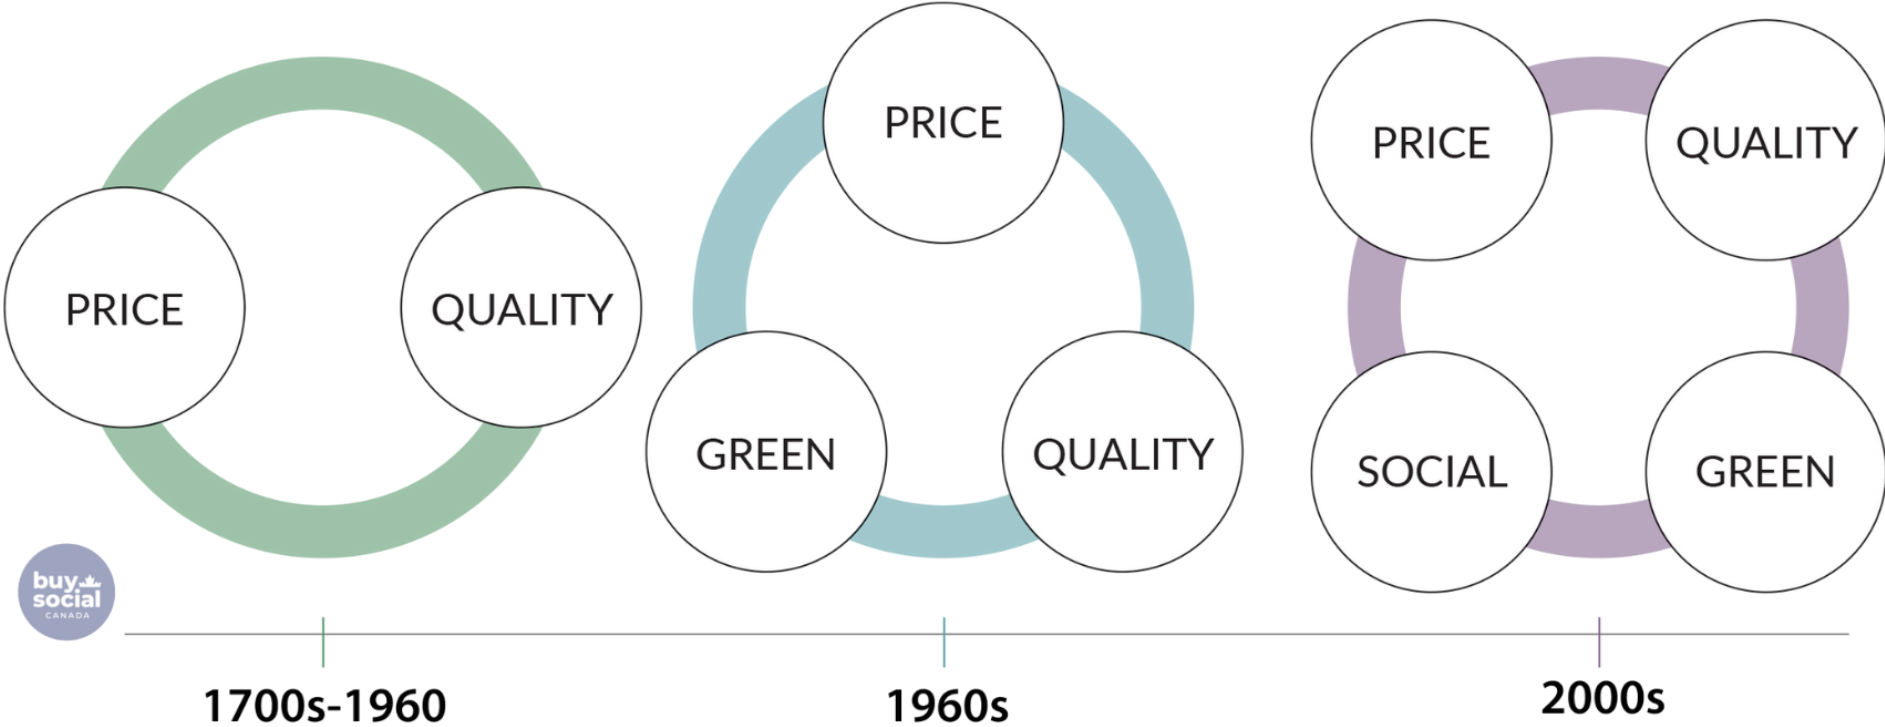 PRICE
QUALITY
PRICE
GREEN
QUALITY
PRICE
QUALITY
SOCIAL
GREEN
buy
social
CANADA
1700s-1960
1960s
2000s